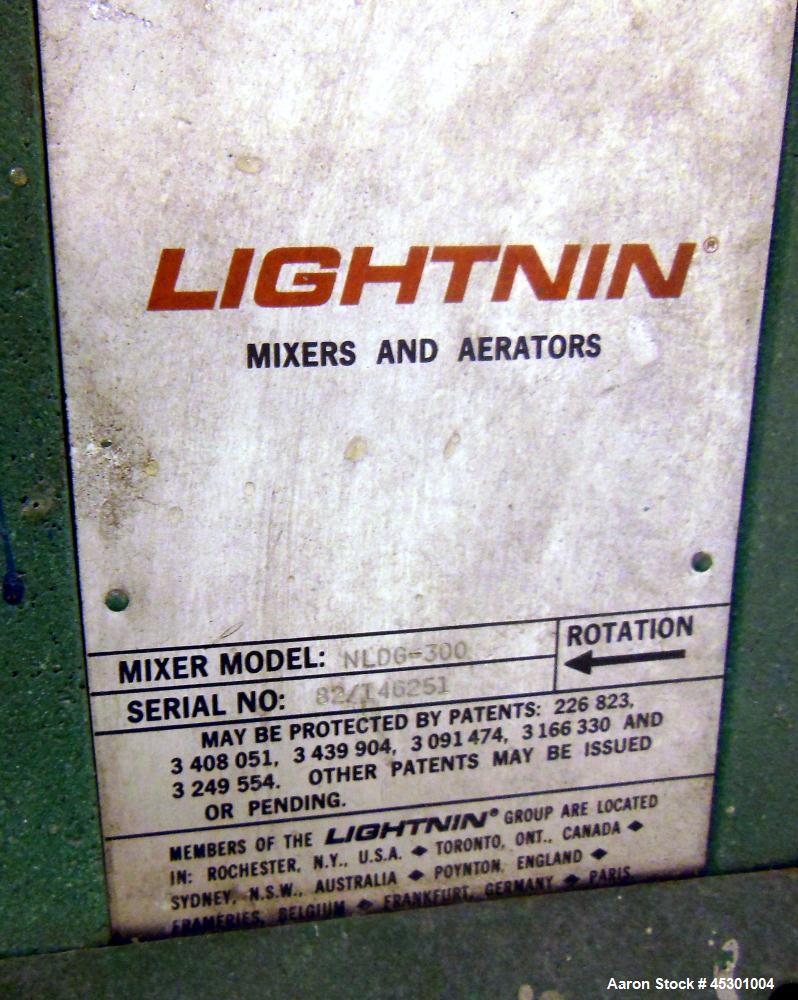 LIGHTNIN®
MIXERS AND AERATORS
MIXER MODEL: NLDG-300
ROTATION
SERIAL NO: 82/146251
MAY BE PROTECTED BY PATENTS: 226 823,
3 408 051, 3 439 904, 3 091 474, 3 166 330 AND
3 249 554. OTHER PATENTS MAY BE ISSUED
OR PENDING.
MEMBERS OF THE LIGHTNIN® GROUP ARE LOCATED
IN: ROCHESTER, N.Y., U.S.A. ◆ TORONTO, ONT., CANADA ◆
SYDNEY, N.S.W., AUSTRALIA ◆ POYNTON, ENGLAND ◆
FRAMERIES, BELGIUM ◆ FRANKFURT, GERMANY ◆ PARIS,
Aaron Stock # 45301004